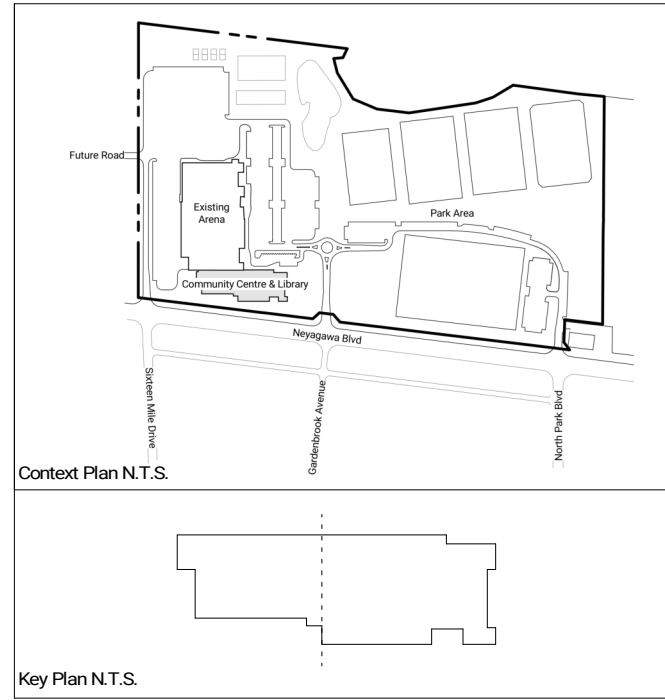 Future Road
Existing
Arena
Park Area
Community Centre & Library
Neyagawa Blvd
Sixteen Mile Drive
Gardenbrook Avenue
North Park Blvd
Context Plan N.T.S.
Key Plan N.T.S.